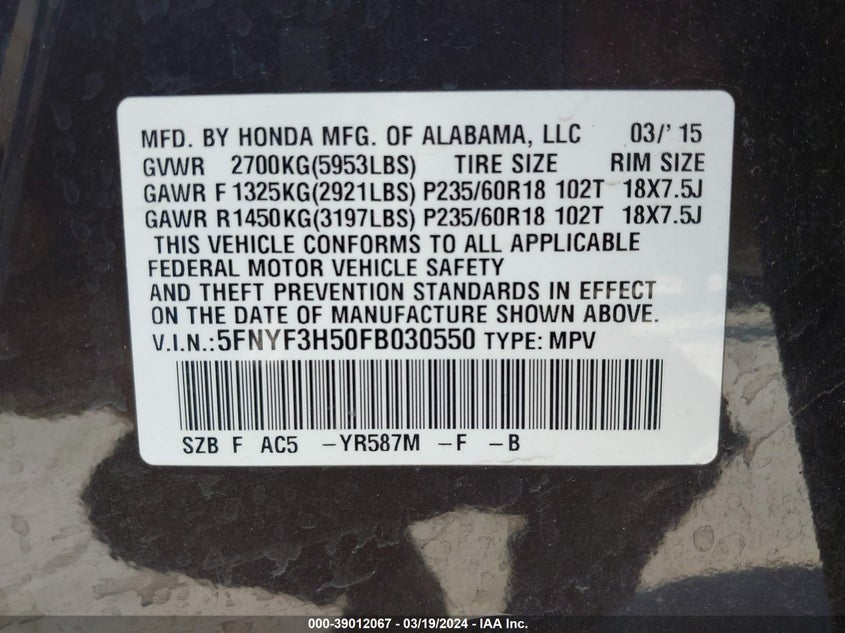 MFD. BY HONDA MFG. OF ALABAMA, LLC 03/' 15
GVWR 2700KG(5953LBS) TIRE SIZE RIM SIZE
GAWR F 1325KG(2921LBS) P235/60R18 102T 18X7.5J
GAWR R1450KG(3197LBS) P235/60R18 102T 18X7.5J
THIS VEHICLE CONFORMS TO ALL APPLICABLE
FEDERAL MOTOR VEHICLE SAFETY
AND THEFT PREVENTION STANDARDS IN EFFECT
ON THE DATE OF MANUFACTURE SHOWN ABOVE.
V.I.N.:5FNYF3H50FB030550 TYPE: MPV
SZB F AC5 -YR587M -F -B
000-39012067 - 03/19/2024 - IAA Inc.